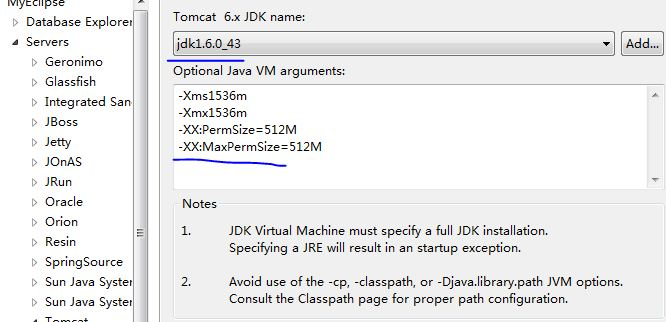 MyEclipse
Database Explorer
Servers
Geronimo
Glassfish
Integrated San
JBoss
Jetty
JOnAS
JRun
Oracle
Orion
Resin
SpringSource
Sun Java System
Sun Java System
Tomcat
Tomcat 6.x JDK name:
jdk1.6.0_43
Add...
Optional Java VM arguments:
-Xms1536m
-Xmx1536m
-XX:PermSize=512M
-XX:MaxPermSize=512M
Notes
1. JDK Virtual Machine must specify a full JDK installation.
Specifying a JRE will result in an startup exception.
2. Avoid use of the -cp, -classpath, or -Djava.library.path JVM options.
Consult the Classpath page for proper path configuration.